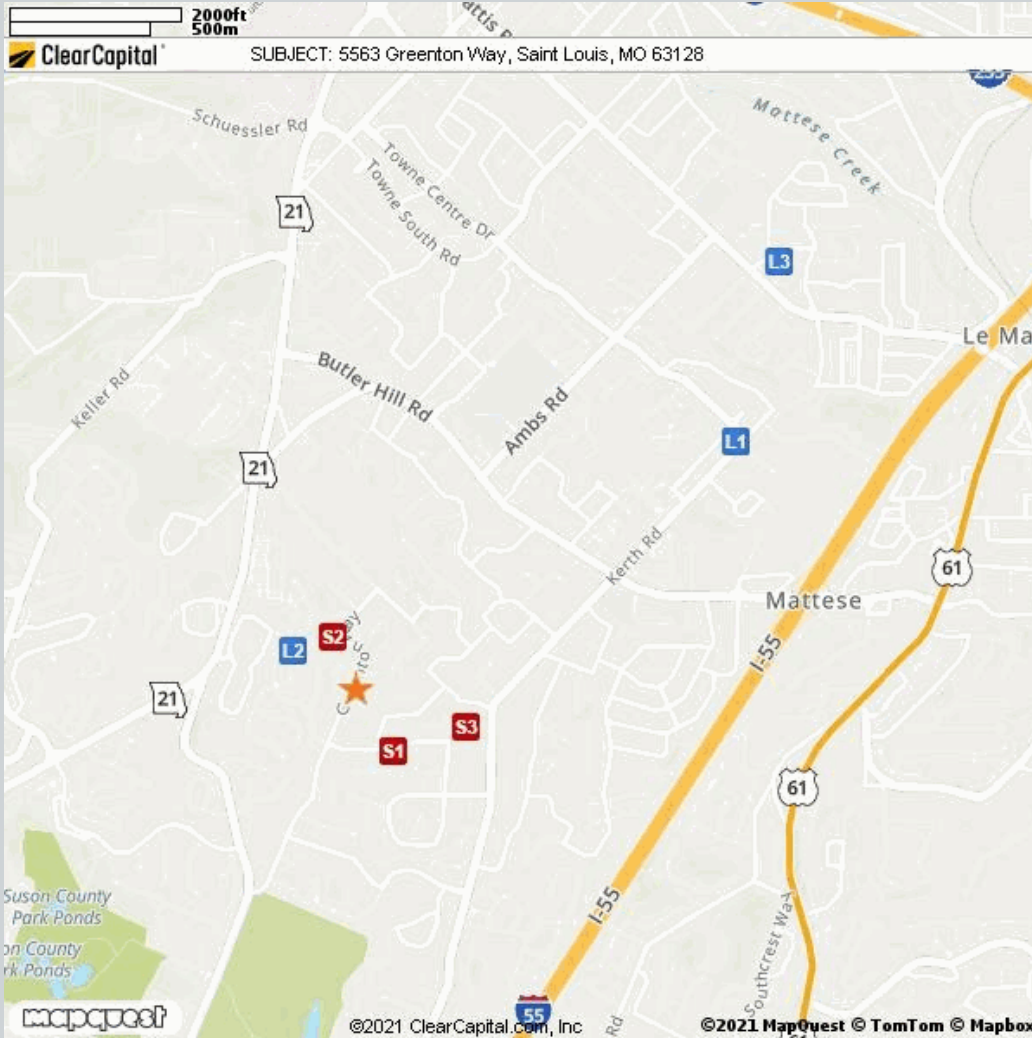 2000ft
500m
ClearCapital
SUBJECT: 5563 Greenton Way, Saint Louis, MO 63128
Schuessler Rd
Mattese Creek
Towne Centre Dr
Towne South Rd
21
L3
Le Ma
Butler Hill Rd
Keller Rd
Ambs Rd
L1
21
Kerth Rd
61
Mattese
S2
L2
I-55
21
S3
S1
61
Suson County
Park Ponds
on County
rk Ponds
I-55
Southcrest Way
55
Rd
mapquest
©2021 ClearCapital.com, Inc
©2021 MapQuest © TomTom © Mapbox